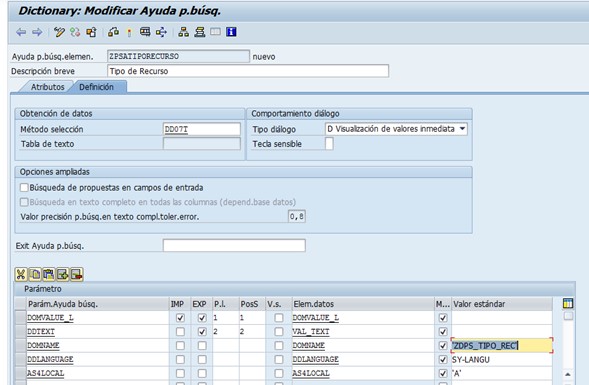 Dictionary: Modificar Ayuda p.búsq.
Ayuda p.búsq.elemen. ZPSATIPORECURSO nuevo
Descripción breve Tipo de Recurso
Atributos Definición
Obtención de datos Comportamiento diálogo
Método selección DD07T Tipo diálogo D Visualización de valores inmediata
Tabla de texto Tecla sensible
Opciones ampliadas
Búsqueda de propuestas en campos de entrada
Búsqueda en texto completo en todas las columnas (depend.base datos)
Valor precisión p.búsq.en texto compl.toler.error. 0,8
Exit Ayuda p.búsq.
Parámetro
Parám.Ayuda búsq. IMP EXP P.l. PosS V.s. Elem.datos M... Valor estándar
DOMVALUE_L 1 1 DOMVALUE_L
DDTEXT 2 2 VAL_TEXT
DOMNAME DOMNAME 'ZDPS_TIPO_REC'
DDLANGUAGE DDLANGUAGE SY-LANGU
AS4LOCAL AS4LOCAL 'A'